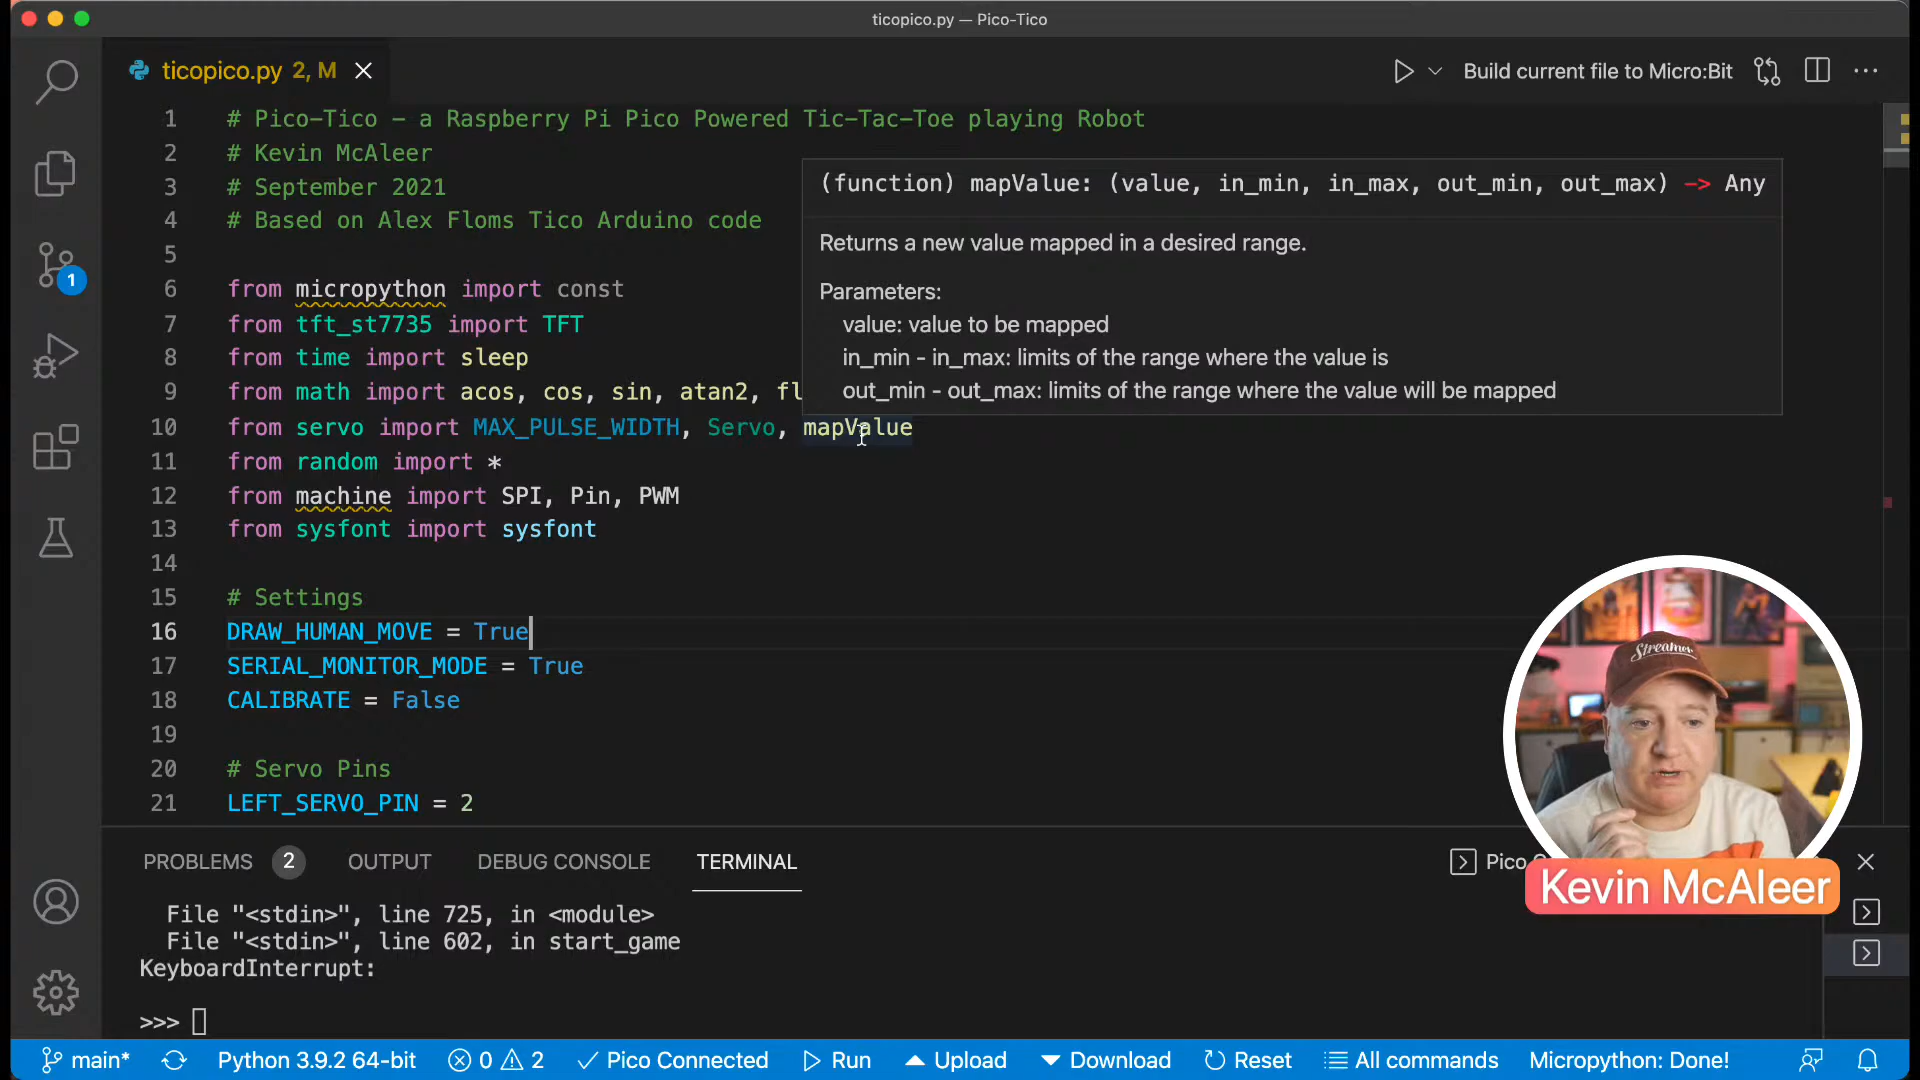 ticopico.py — Pico-Tico
ticopico.py 2, M
Build current file to Micro:Bit
1 # Pico-Tico - a Raspberry Pi Pico Powered Tic-Tac-Toe playing Robot
2 # Kevin McAleer
3 # September 2021
4 # Based on Alex Floms Tico Arduino code
5
(function) mapValue: (value, in_min, in_max, out_min, out_max) -> Any
Returns a new value mapped in a desired range.
Parameters:
value: value to be mapped
in_min - in_max: limits of the range where the value is
out_min - out_max: limits of the range where the value will be mapped
6 from micropython import const
7 from tft_st7735 import TFT
8 from time import sleep
9 from math import acos, cos, sin, atan2, fl
10 from servo import MAX_PULSE_WIDTH, Servo, mapValue
11 from random import *
12 from machine import SPI, Pin, PWM
13 from sysfont import sysfont
14
15 # Settings
16 DRAW_HUMAN_MOVE = True
17 SERIAL_MONITOR_MODE = True
18 CALIBRATE = False
19
20 # Servo Pins
21 LEFT_SERVO_PIN = 2
1
Streamer
PROBLEMS 2 OUTPUT DEBUG CONSOLE TERMINAL
Pico
Kevin McAleer
File "<stdin>", line 725, in <module>
File "<stdin>", line 602, in start_game
KeyboardInterrupt:
>>>
main* Python 3.9.2 64-bit 0 2 Pico Connected Run Upload Download Reset All commands Micropython: Done!